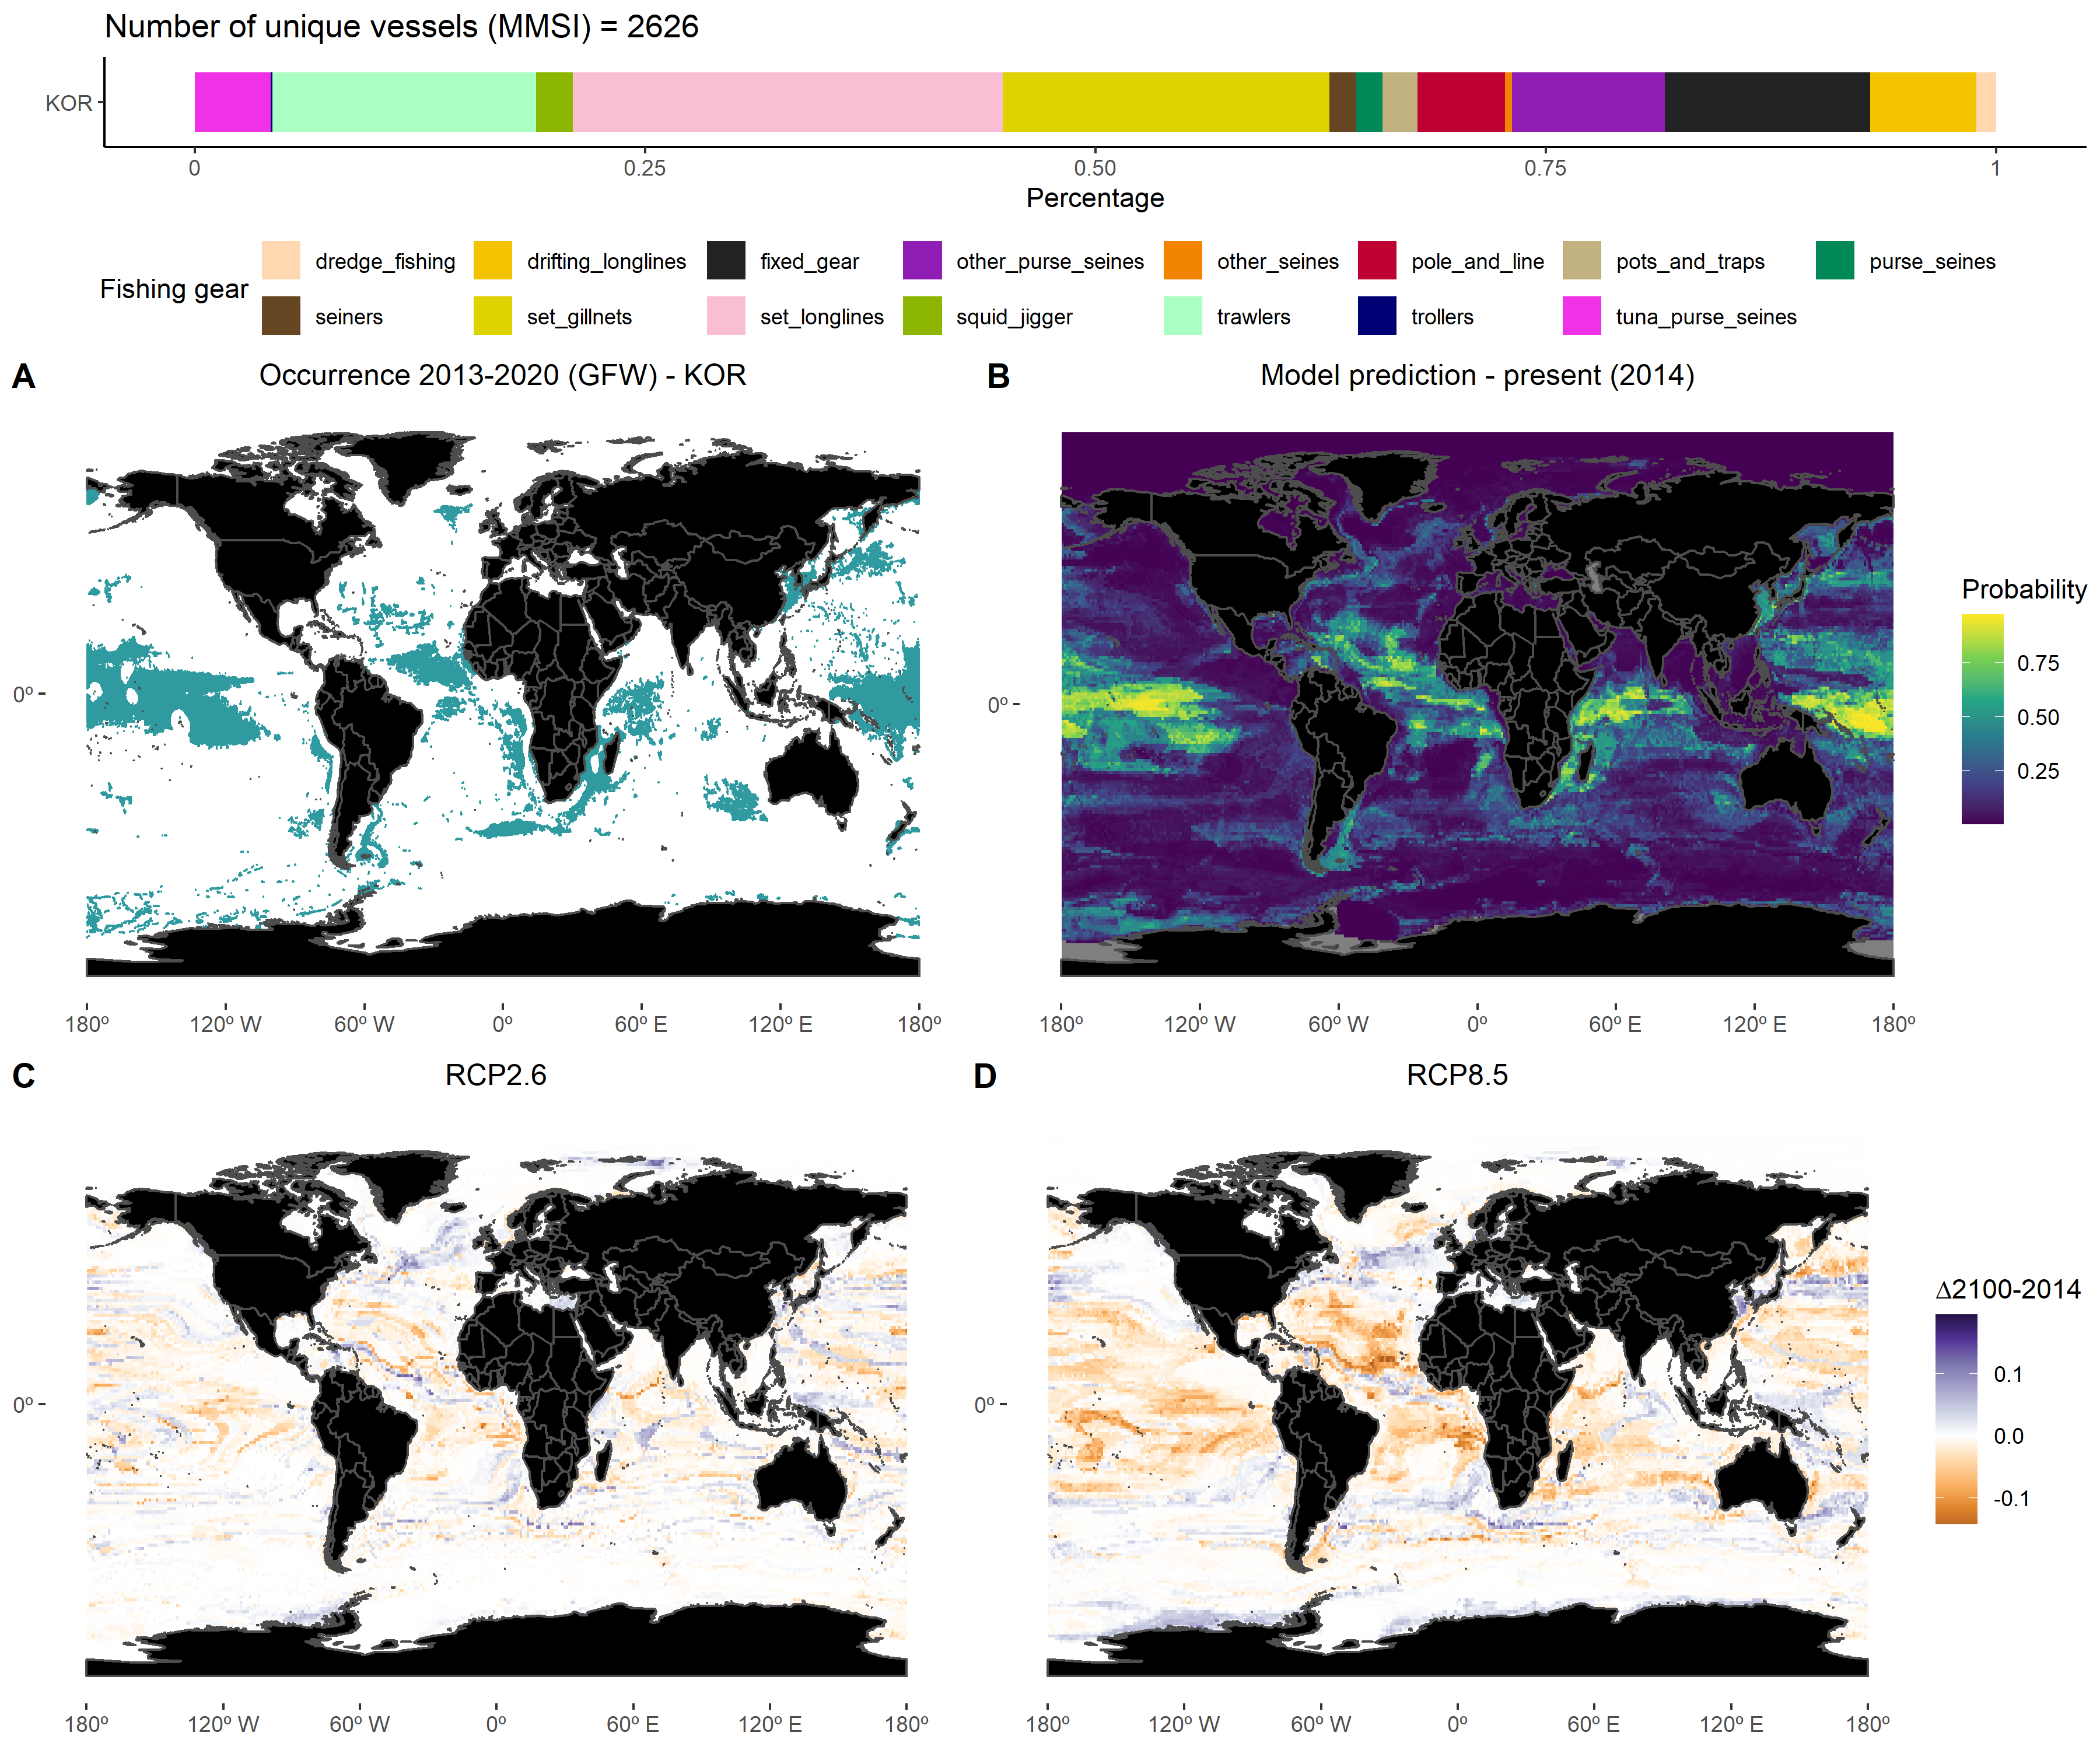 Number of unique vessels (MMSI) = 2626
KOR
0 0.25 0.50 0.75 1
Percentage
Fishing gear
dredge_fishing drifting_longlines fixed_gear other_purse_seines other_seines pole_and_line pots_and_traps purse_seines
seiners set_gillnets set_longlines squid_jigger trawlers trollers tuna_purse_seines
A Occurrence 2013-2020 (GFW) - KOR
0º
180º 120º W 60º W 0º 60º E 120º E 180º
B Model prediction - present (2014)
0º
180º 120º W 60º W 0º 60º E 120º E 180º
Probability
0.75
0.50
0.25
C RCP2.6
0º
180º 120º W 60º W 0º 60º E 120º E 180º
D RCP8.5
0º
180º 120º W 60º W 0º 60º E 120º E 180º
Δ2100-2014
0.1
0.0
-0.1